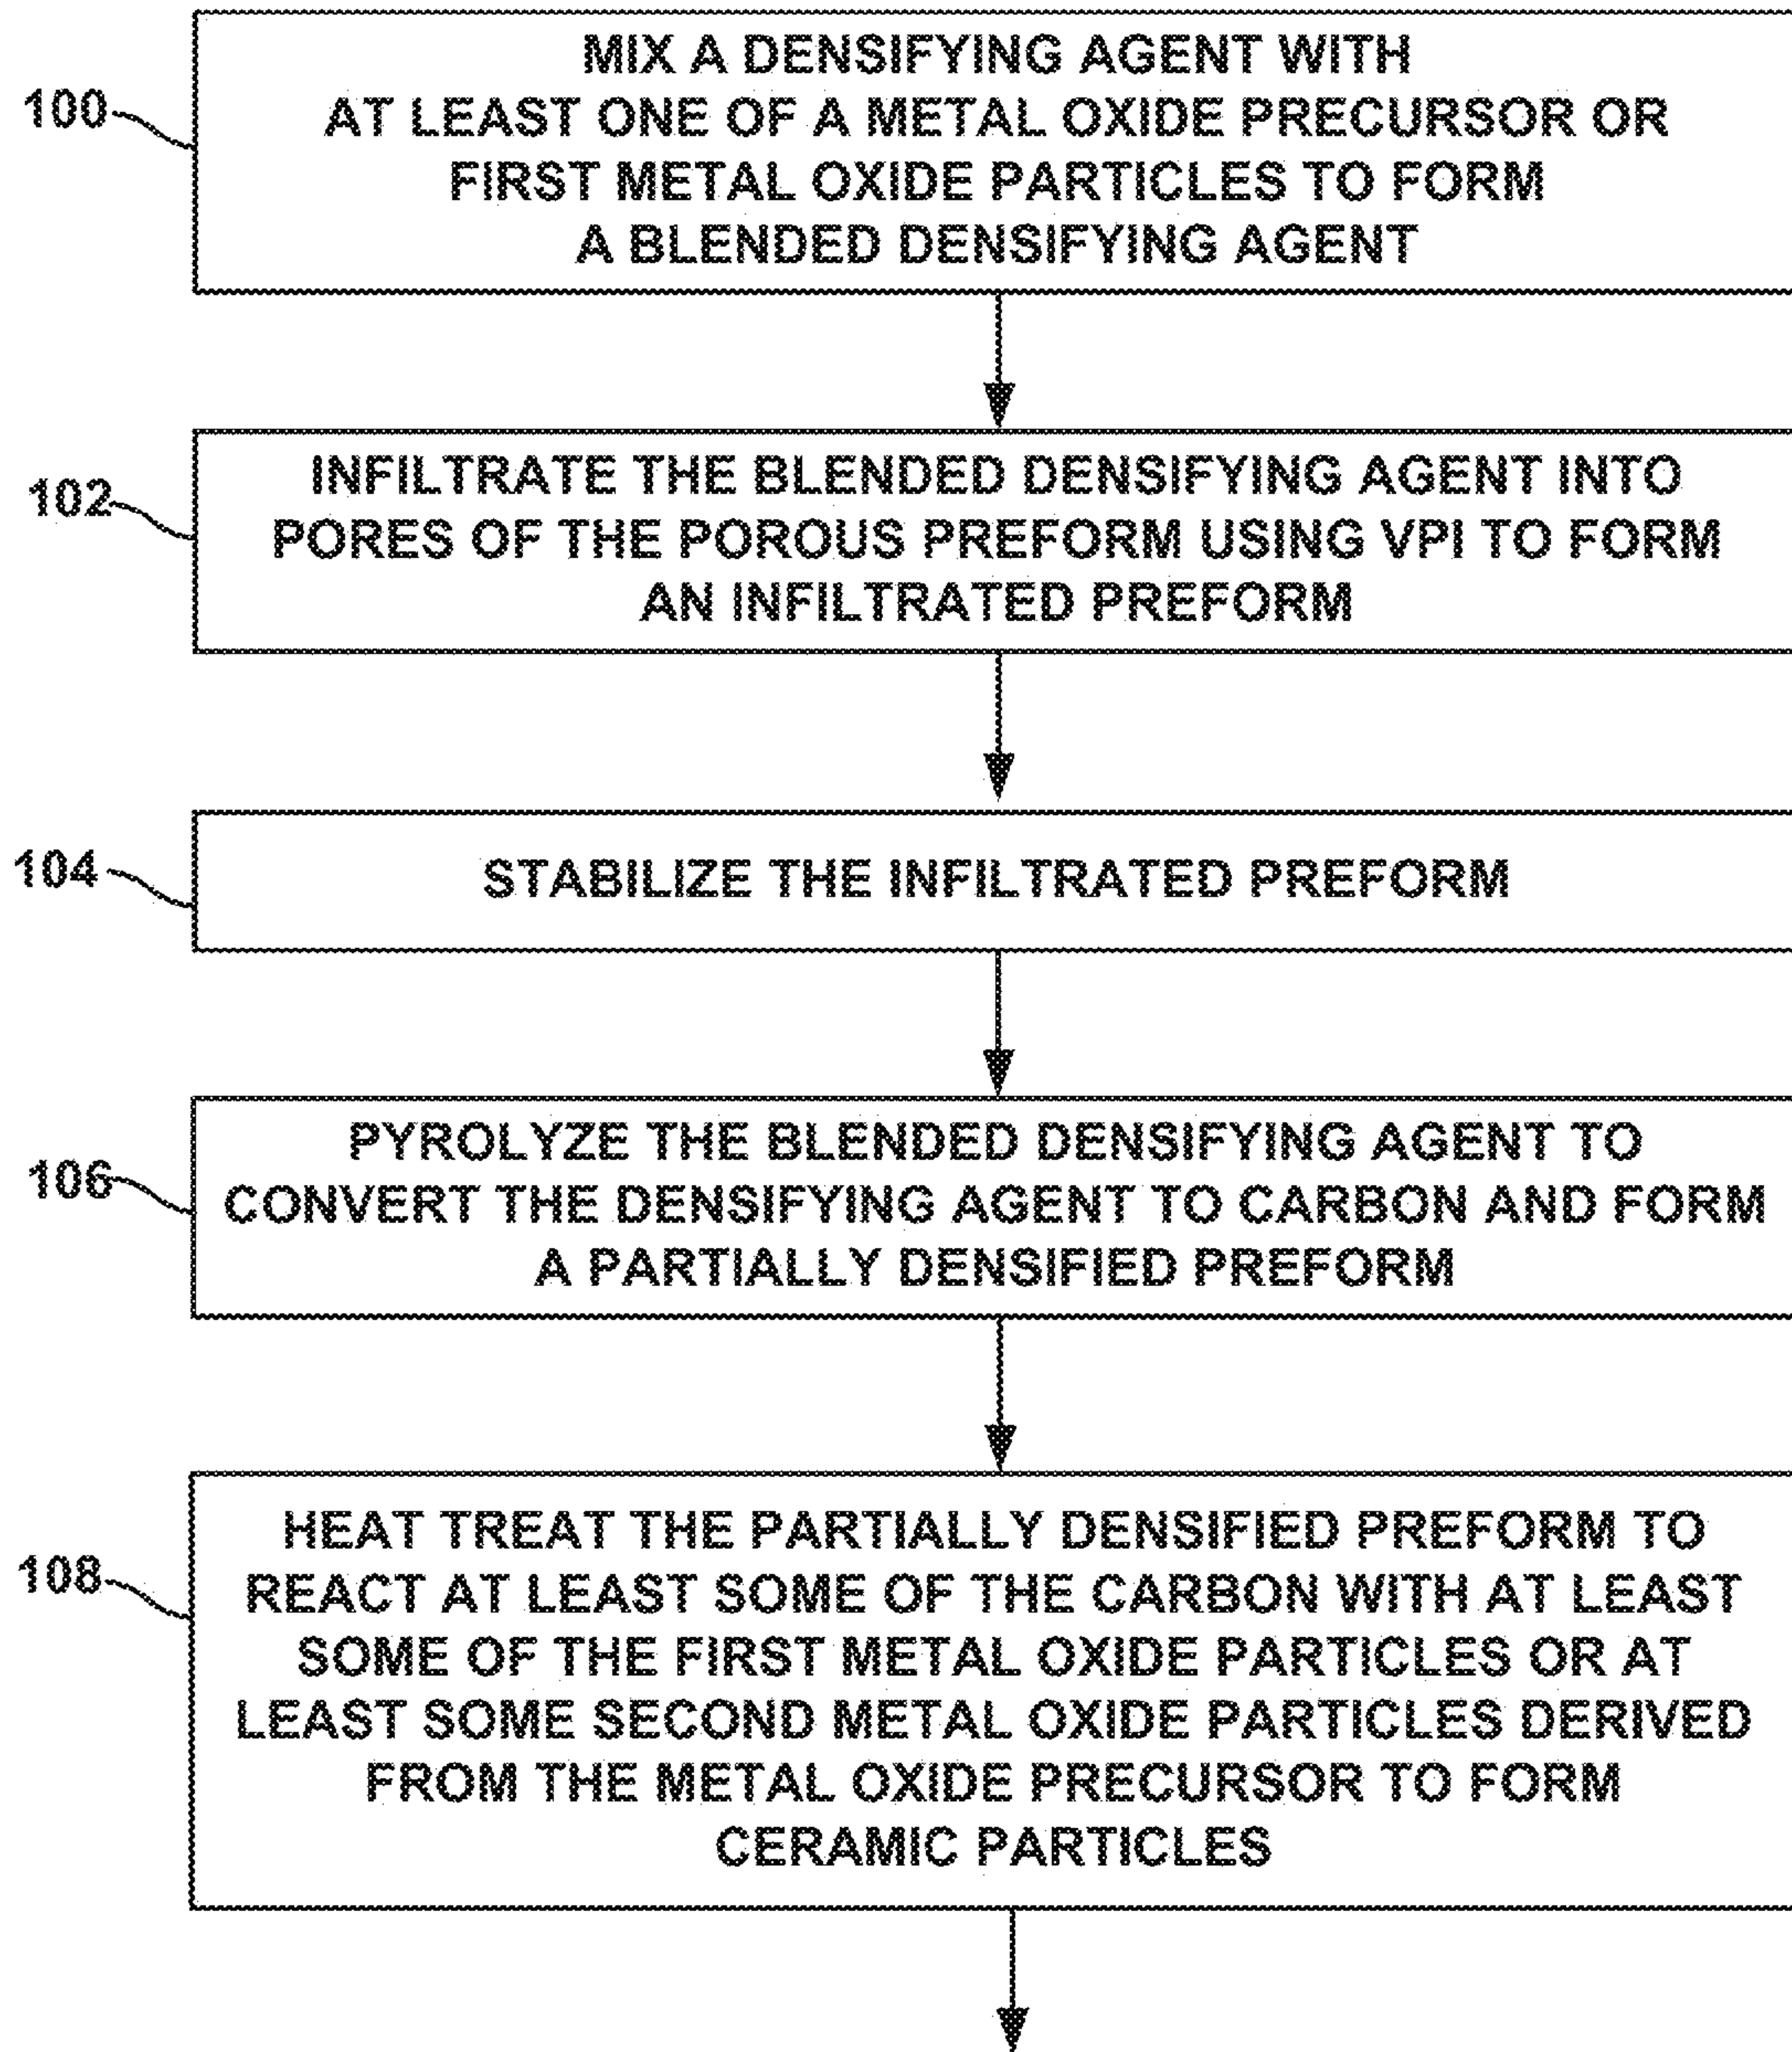 100
MIX A DENSIFYING AGENT WITH
AT LEAST ONE OF A METAL OXIDE PRECURSOR OR
FIRST METAL OXIDE PARTICLES TO FORM
A BLENDED DENSIFYING AGENT
102
INFILTRATE THE BLENDED DENSIFYING AGENT INTO
PORES OF THE POROUS PREFORM USING VPI TO FORM
AN INFILTRATED PREFORM
104
STABILIZE THE INFILTRATED PREFORM
106
PYROLYZE THE BLENDED DENSIFYING AGENT TO
CONVERT THE DENSIFYING AGENT TO CARBON AND FORM
A PARTIALLY DENSIFIED PREFORM
108
HEAT TREAT THE PARTIALLY DENSIFIED PREFORM TO
REACT AT LEAST SOME OF THE CARBON WITH AT LEAST
SOME OF THE FIRST METAL OXIDE PARTICLES OR AT
LEAST SOME SECOND METAL OXIDE PARTICLES DERIVED
FROM THE METAL OXIDE PRECURSOR TO FORM
CERAMIC PARTICLES